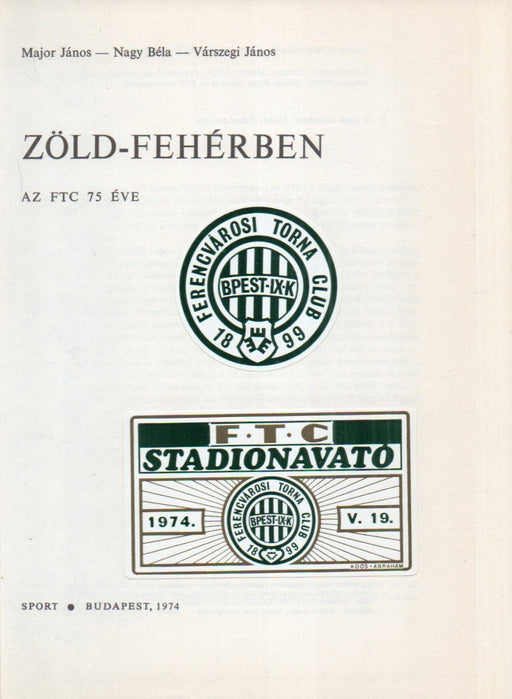 Major János — Nagy Béla — Várszegi János
ZÖLD-FEHÉRBEN
AZ FTC 75 ÉVE
FERENCVÁROSI TORNA CLUB
BPEST·IX·K
18 99
F·T·C
STADIONAVATÓ
FERENCVÁROSI TORNA CLUB
1974.
BPEST·IX·K
V. 19.
18 99
KOÓS-ÁBRAHÁM
SPORT ● BUDAPEST, 1974